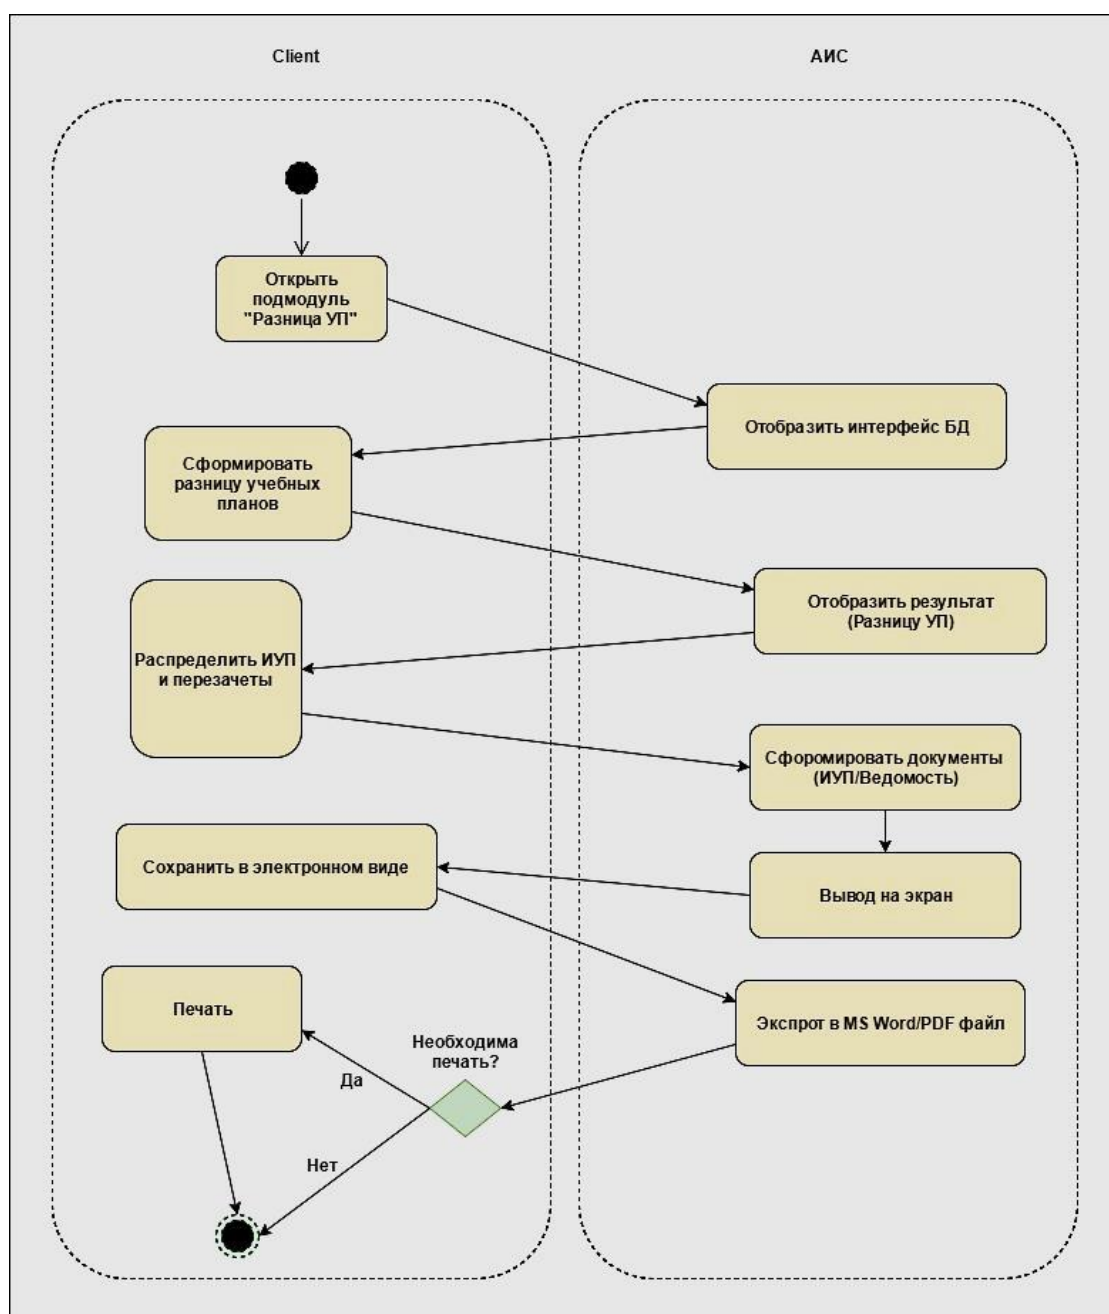 Client
АИС
Открыть
подмодуль
"Разница УП"
Отобразить интерфейс БД
Сформировать
разницу учебных
планов
Отобразить результат
(Разницу УП)
Распределить ИУП
и перезачеты
Сфоромировать документы
(ИУП/Ведомость)
Сохранить в электронном виде
Вывод на экран
Печать
Экспрот в MS Word/PDF файл
Необходима
печать?
Да
Нет